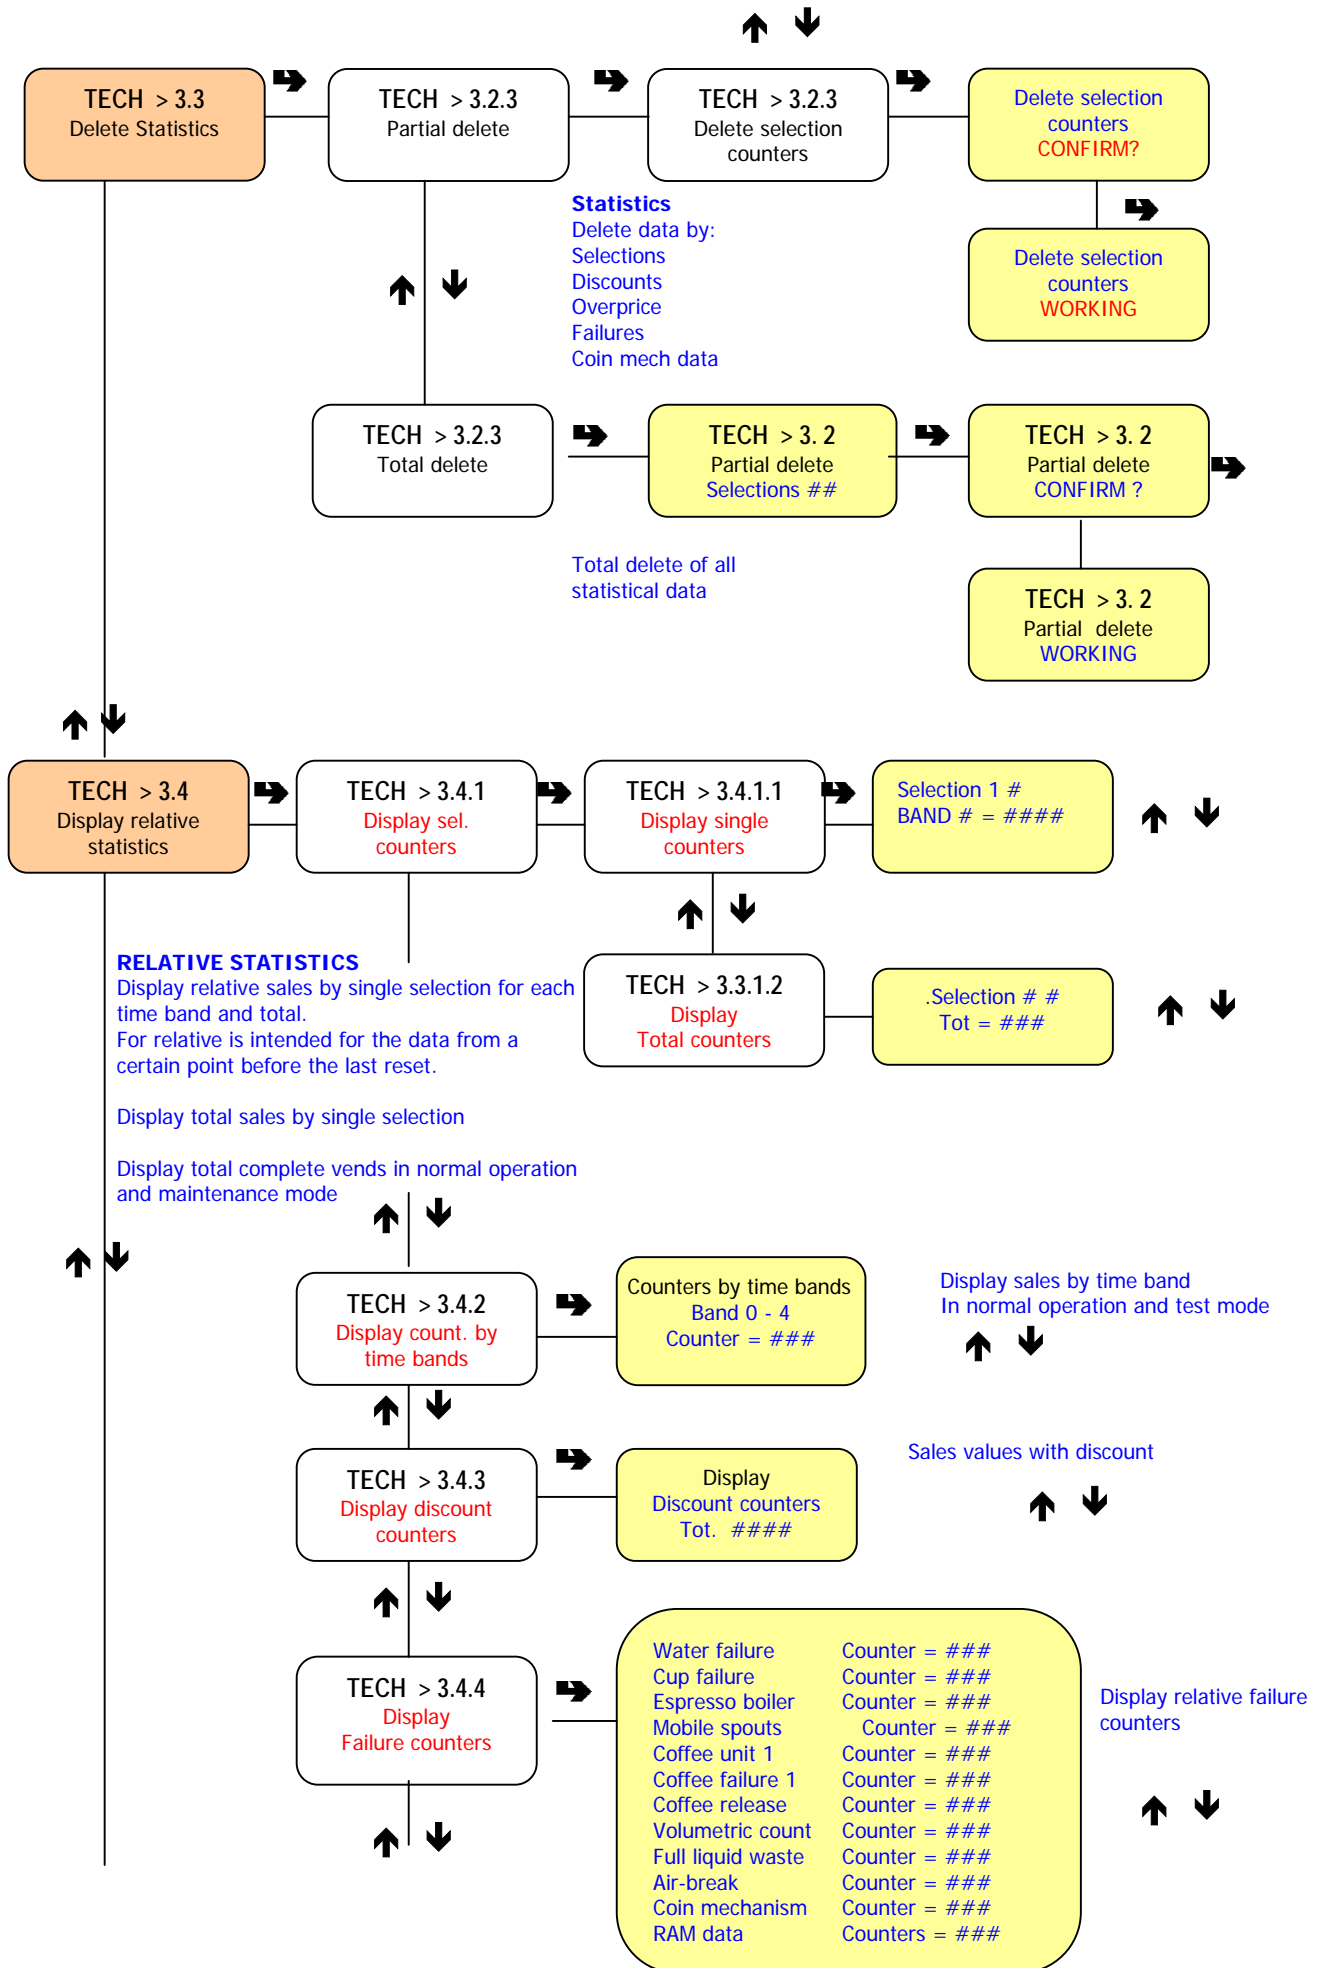 TECH > 3.3
Delete Statistics
TECH > 3.2.3
Partial delete
TECH > 3.2.3
Delete selection
counters
Delete selection
counters
CONFIRM?
Statistics
Delete data by:
Selections
Discounts
Overprice
Failures
Coin mech data
Delete selection
counters
WORKING
TECH > 3.2.3
Total delete
TECH > 3. 2
Partial delete
Selections ##
TECH > 3. 2
Partial delete
CONFIRM ?
Total delete of all
statistical data
TECH > 3. 2
Partial delete
WORKING
TECH > 3.4
Display relative
statistics
TECH > 3.4.1
Display sel.
counters
TECH > 3.4.1.1
Display single
counters
Selection 1 #
BAND # = ####
RELATIVE STATISTICS
Display relative sales by single selection for each
time band and total.
For relative is intended for the data from a
certain point before the last reset.
Display total sales by single selection
Display total complete vends in normal operation
and maintenance mode
TECH > 3.3.1.2
Display
Total counters
.Selection # #
Tot = ###
TECH > 3.4.2
Display count. by
time bands
Counters by time bands
Band 0 - 4
Counter = ###
Display sales by time band
In normal operation and test mode
TECH > 3.4.3
Display discount
counters
Display
Discount counters
Tot. ####
Sales values with discount
TECH > 3.4.4
Display
Failure counters
Water failure Counter = ###
Cup failure Counter = ###
Espresso boiler Counter = ###
Mobile spouts Counter = ###
Coffee unit 1 Counter = ###
Coffee failure 1 Counter = ###
Coffee release Counter = ###
Volumetric count Counter = ###
Full liquid waste Counter = ###
Air-break Counter = ###
Coin mechanism Counter = ###
RAM data Counters = ###
Display relative failure
counters